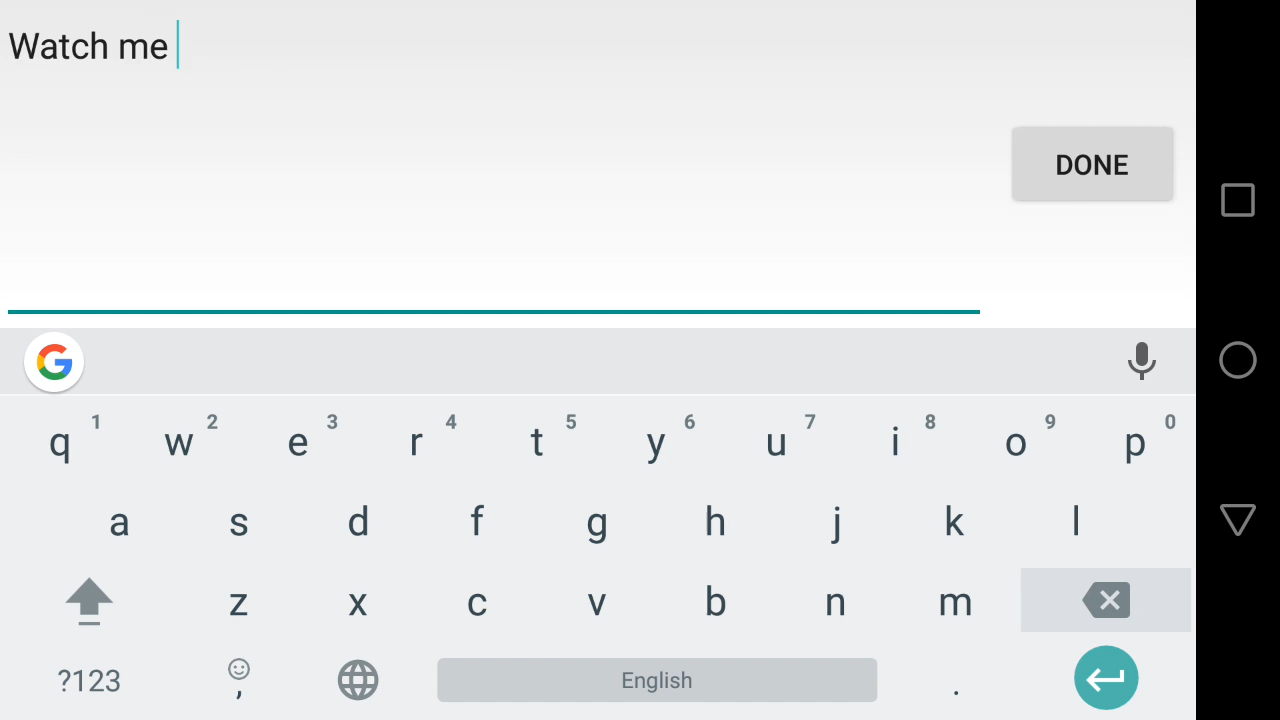 Watch me
DONE
q 1 w 2 e 3 r 4 t 5 y 6 u 7 i 8 o 9 p 0
a s d f g h j k l
z x c v b n m
?123 , English .